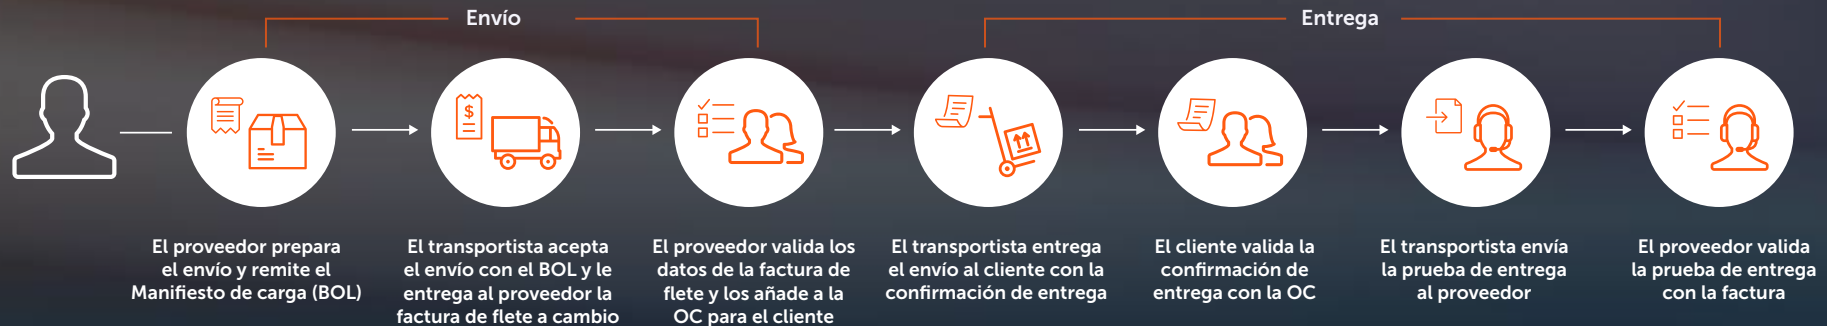 Envío
Entrega
$
El proveedor prepara
el envío y remite el
Manifiesto de carga (BOL)
El transportista acepta
el envío con el BOL y le
entrega al proveedor la
factura de flete a cambio
El proveedor valida los
datos de la factura de
flete y los añade a la
OC para el cliente
El transportista entrega
el envío al cliente con la
confirmación de entrega
El cliente valida la
confirmación de
entrega con la OC
El transportista envía
la prueba de entrega
al proveedor
El proveedor valida
la prueba de entrega
con la factura